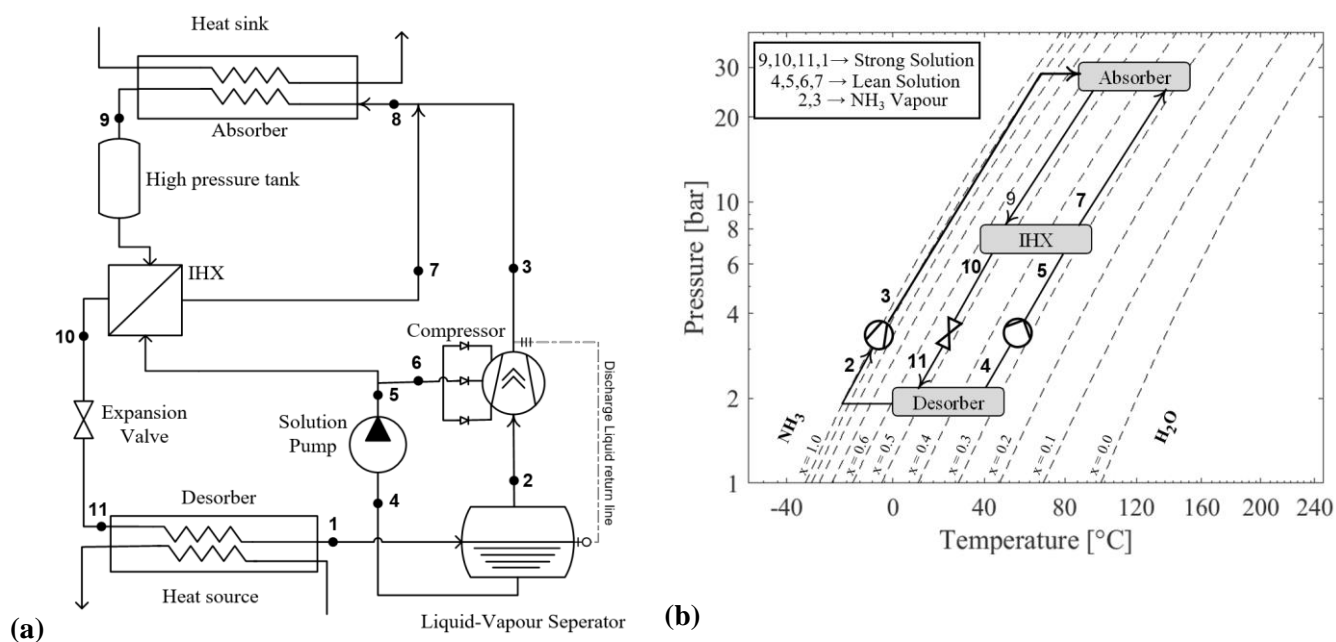 Heat sink
Absorber
9
8
High pressure tank
IHX
7
3
10
Compressor
6
5
Expansion
Valve
Solution
Pump
Discharge Liquid return line
2
4
11
Desorber
1
Heat source
Liquid-Vapour Seperator
(a)
9,10,11,1→ Strong Solution
4,5,6,7→ Lean Solution
2,3→ NH3 Vapour
Pressure [bar]
30
20
10
8
6
4
2
1
Absorber
9
7
IHX
10
5
3
2
11
4
Desorber
NH3
x = 1.0
x = 0.6
x = 0.5
x = 0.4
x = 0.3
x = 0.2
x = 0.1
x = 0.0
H2O
-40 0 40 80 120 160 200 240
Temperature [°C]
(b)